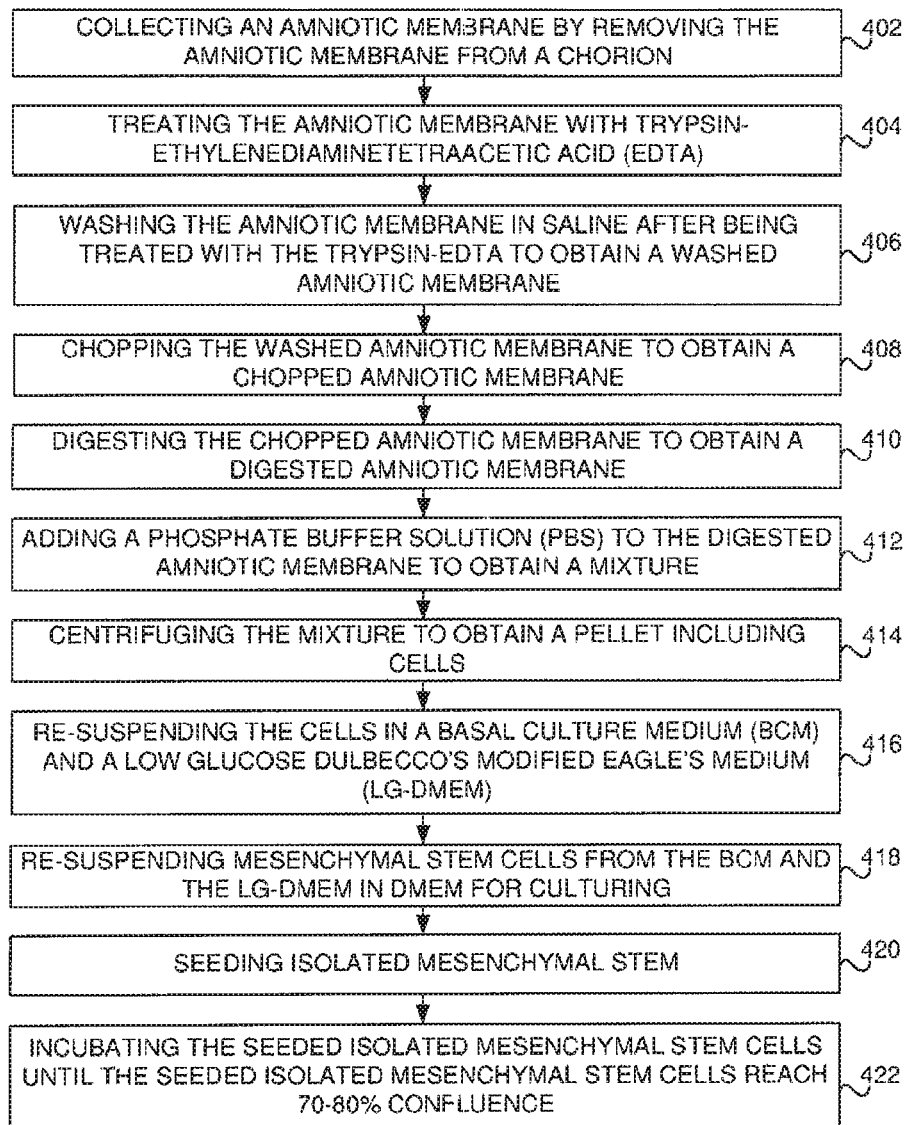 COLLECTING AN AMNIOTIC MEMBRANE BY REMOVING THE
AMNIOTIC MEMBRANE FROM A CHORION
402
TREATING THE AMNIOTIC MEMBRANE WITH TRYPSIN-
ETHYLENEDIAMINETETRAACETIC ACID (EDTA)
404
WASHING THE AMNIOTIC MEMBRANE IN SALINE AFTER BEING
TREATED WITH THE TRYPSIN-EDTA TO OBTAIN A WASHED
AMNIOTIC MEMBRANE
406
CHOPPING THE WASHED AMNIOTIC MEMBRANE TO OBTAIN A
CHOPPED AMNIOTIC MEMBRANE
408
DIGESTING THE CHOPPED AMNIOTIC MEMBRANE TO OBTAIN A
DIGESTED AMNIOTIC MEMBRANE
410
ADDING A PHOSPHATE BUFFER SOLUTION (PBS) TO THE DIGESTED
AMNIOTIC MEMBRANE TO OBTAIN A MIXTURE
412
CENTRIFUGING THE MIXTURE TO OBTAIN A PELLET INCLUDING
CELLS
414
RE-SUSPENDING THE CELLS IN A BASAL CULTURE MEDIUM (BCM)
AND A LOW GLUCOSE DULBECCO'S MODIFIED EAGLE'S MEDIUM
(LG-DMEM)
416
RE-SUSPENDING MESENCHYMAL STEM CELLS FROM THE BCM AND
THE LG-DMEM IN DMEM FOR CULTURING
418
SEEDING ISOLATED MESENCHYMAL STEM
420
INCUBATING THE SEEDED ISOLATED MESENCHYMAL STEM CELLS
UNTIL THE SEEDED ISOLATED MESENCHYMAL STEM CELLS REACH
70-80% CONFLUENCE
422